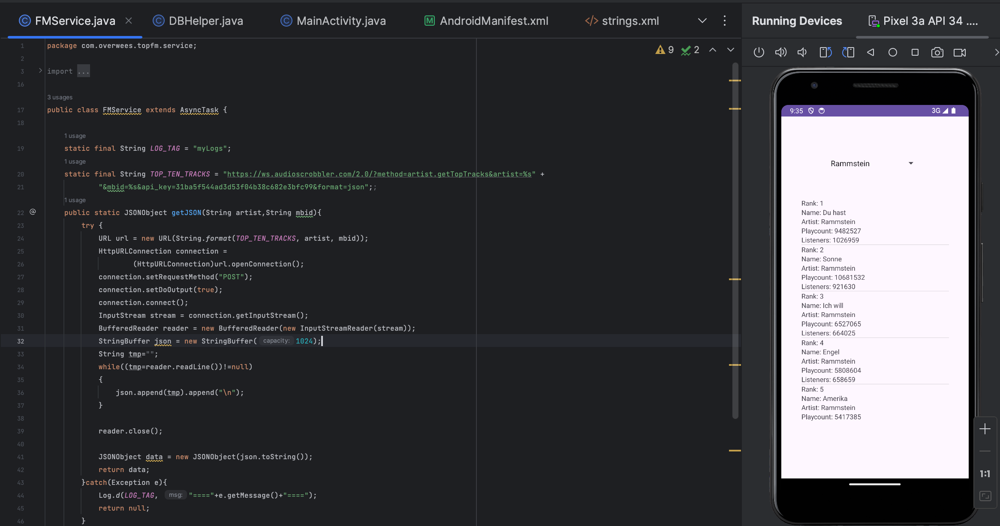 FMService.java
DBHelper.java
MainActivity.java
AndroidManifest.xml
strings.xml
Running Devices
Pixel 3a API 34 ....
9
2
1 package com.overwees.topfm.service;
2
3 import ...
16
3 usages
17 public class FMService extends AsyncTask {
18
1 usage
19 static final String LOG_TAG = "myLogs";
1 usage
20 static final String TOP_TEN_TRACKS = "https://ws.audioscrobbler.com/2.0/?method=artist.getTopTracks&artist=%s" +
21 "&mbid=%s&api_key=31ba5f544ad3d53f04b38c682e3bfc99&format=json";;
1 usage
22 @ public static JSONObject getJSON(String artist,String mbid){
23 try {
24 URL url = new URL(String.format(TOP_TEN_TRACKS, artist, mbid));
25 HttpURLConnection connection =
26 (HttpURLConnection)url.openConnection();
27 connection.setRequestMethod("POST");
28 connection.setDoOutput(true);
29 connection.connect();
30 InputStream stream = connection.getInputStream();
31 BufferedReader reader = new BufferedReader(new InputStreamReader(stream));
32 StringBuffer json = new StringBuffer( capacity: 1024);
33 String tmp="";
34 while((tmp=reader.readLine())!=null)
35 {
36 json.append(tmp).append("\n");
37 }
38
39 reader.close();
40
41 JSONObject data = new JSONObject(json.toString());
42 return data;
43 }catch(Exception e){
44 Log.d(LOG_TAG, msg: "===="+e.getMessage()+"====");
45 return null;
46 }
9:35
3G
Rammstein
Rank: 1
Name: Du hast
Artist: Rammstein
Playcount: 9482527
Listeners: 1026959
Rank: 2
Name: Sonne
Artist: Rammstein
Playcount: 10681532
Listeners: 921630
Rank: 3
Name: Ich will
Artist: Rammstein
Playcount: 6527065
Listeners: 664025
Rank: 4
Name: Engel
Artist: Rammstein
Playcount: 5808604
Listeners: 658659
Rank: 5
Name: Amerika
Artist: Rammstein
Playcount: 5417385
1:1